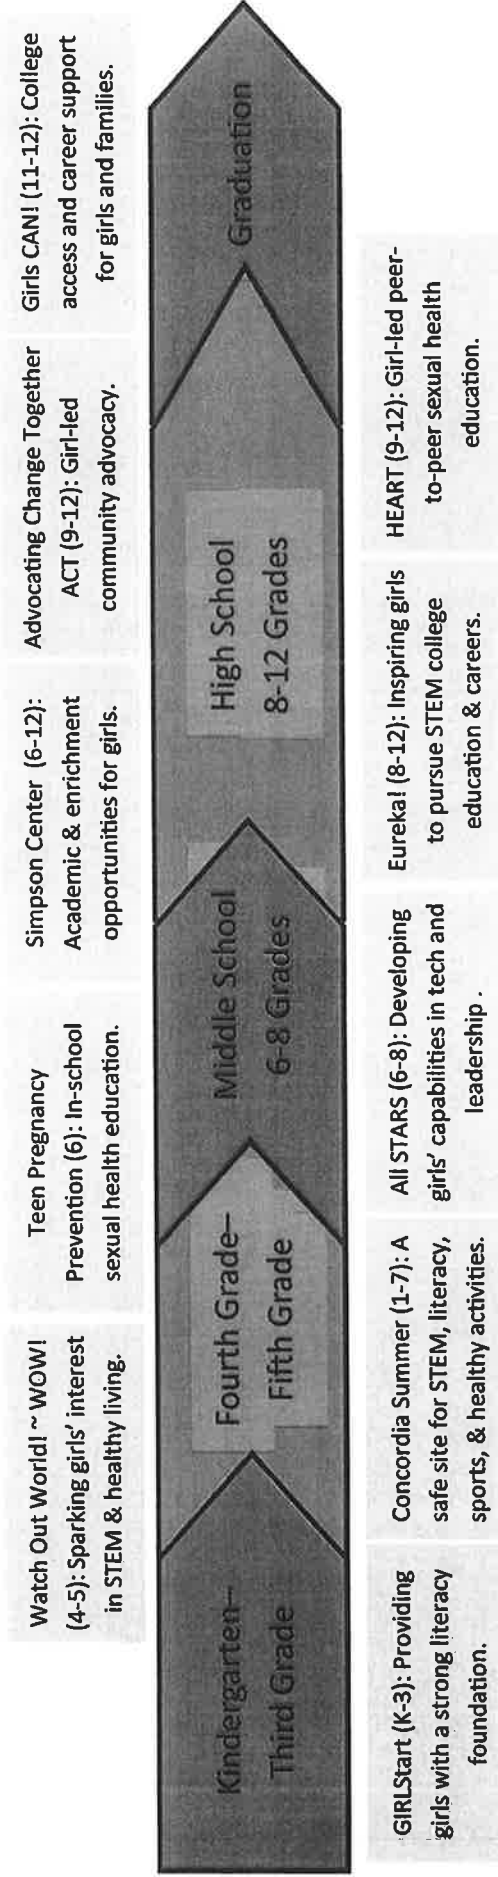 Watch Out World! ~ WOW!
(4-5): Sparking girls' interest
in STEM & healthy living.
Teen Pregnancy
Prevention (6): In-school
sexual health education.
Simpson Center (6-12):
Academic & enrichment
opportunities for girls.
Advocating Change Together
ACT (9-12): Girl-led
community advocacy.
Girls CAN! (11-12): College
access and career support
for girls and families.
Kindergarten–
Third Grade
Fourth Grade–
Fifth Grade
Middle School
6-8 Grades
High School
8-12 Grades
Graduation
GIRLStart (K-3): Providing
girls with a strong literacy
foundation.
Concordia Summer (1-7): A
safe site for STEM, literacy,
sports, & healthy activities.
All STARS (6-8): Developing
girls' capabilities in tech and
leadership .
Eureka! (8-12): Inspiring girls
to pursue STEM college
education & careers.
HEART (9-12): Girl-led peer-
to-peer sexual health
education.